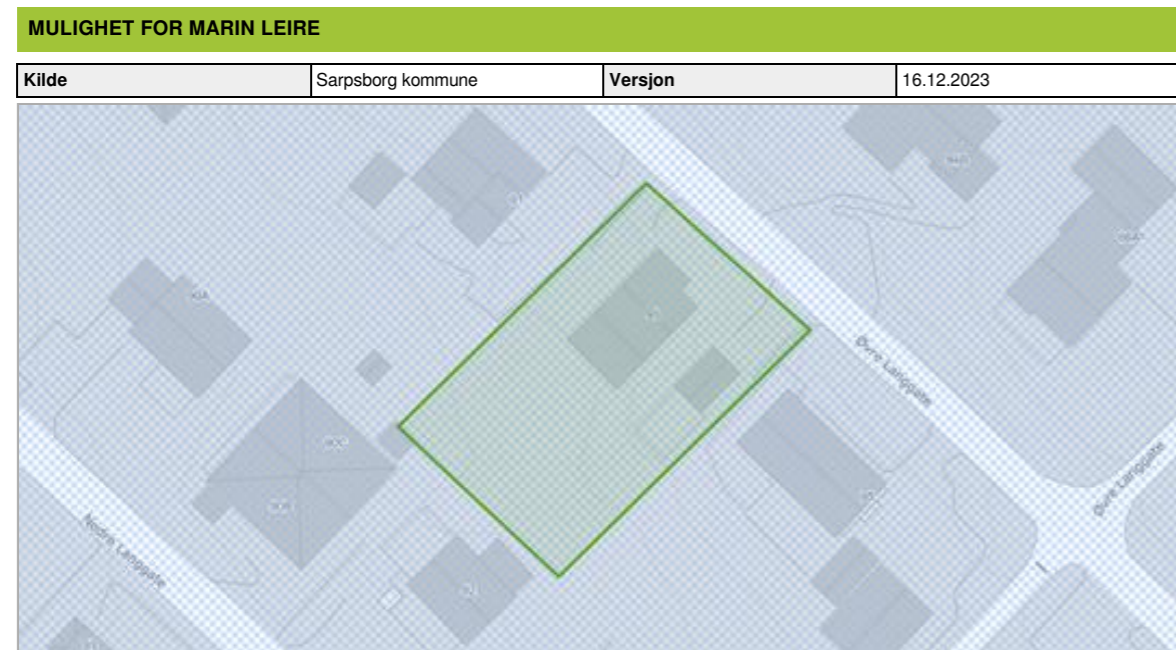 MULIGHET FOR MARIN LEIRE
Kilde Sarpsborg kommune Versjon 16.12.2023
Øvre Langgate
Øvre Langgate
Nedre Langgate